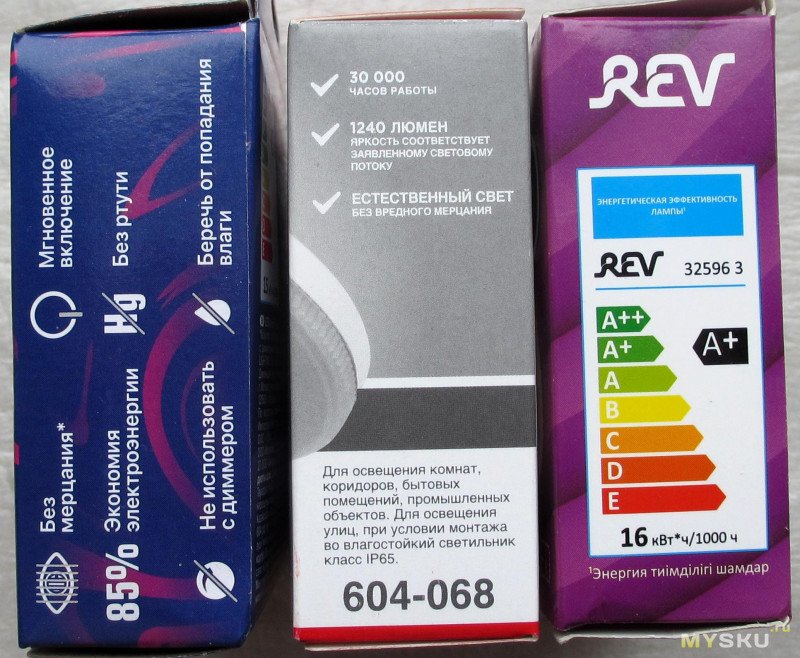 Без
мерцания*
Мгновенное
включение
85% Экономия
электроэнергии
Hg Без ртути
Не использовать
с диммером
Беречь от попадания
влаги
30 000
ЧАСОВ РАБОТЫ
1240 ЛЮМЕН
ЯРКОСТЬ СООТВЕТСТВУЕТ
ЗАЯВЛЕННОМУ СВЕТОВОМУ
ПОТОКУ
ЕСТЕСТВЕННЫЙ СВЕТ
БЕЗ ВРЕДНОГО МЕРЦАНИЯ
Для освещения комнат,
коридоров, бытовых
помещений, промышленных
объектов. Для освещения
улиц, при условии монтажа
во влагостойкий светильник
класс IP65.
604-068
REV
ЭНЕРГЕТИЧЕСКАЯ ЭФФЕКТИВНОСТЬ
ЛАМПЫ¹
REV 32596 3
A++
A+ A+
A
B
C
D
E
16 кВт*ч/1000 ч
¹Энергия тиімділігі шамдар
MYSKU.ru